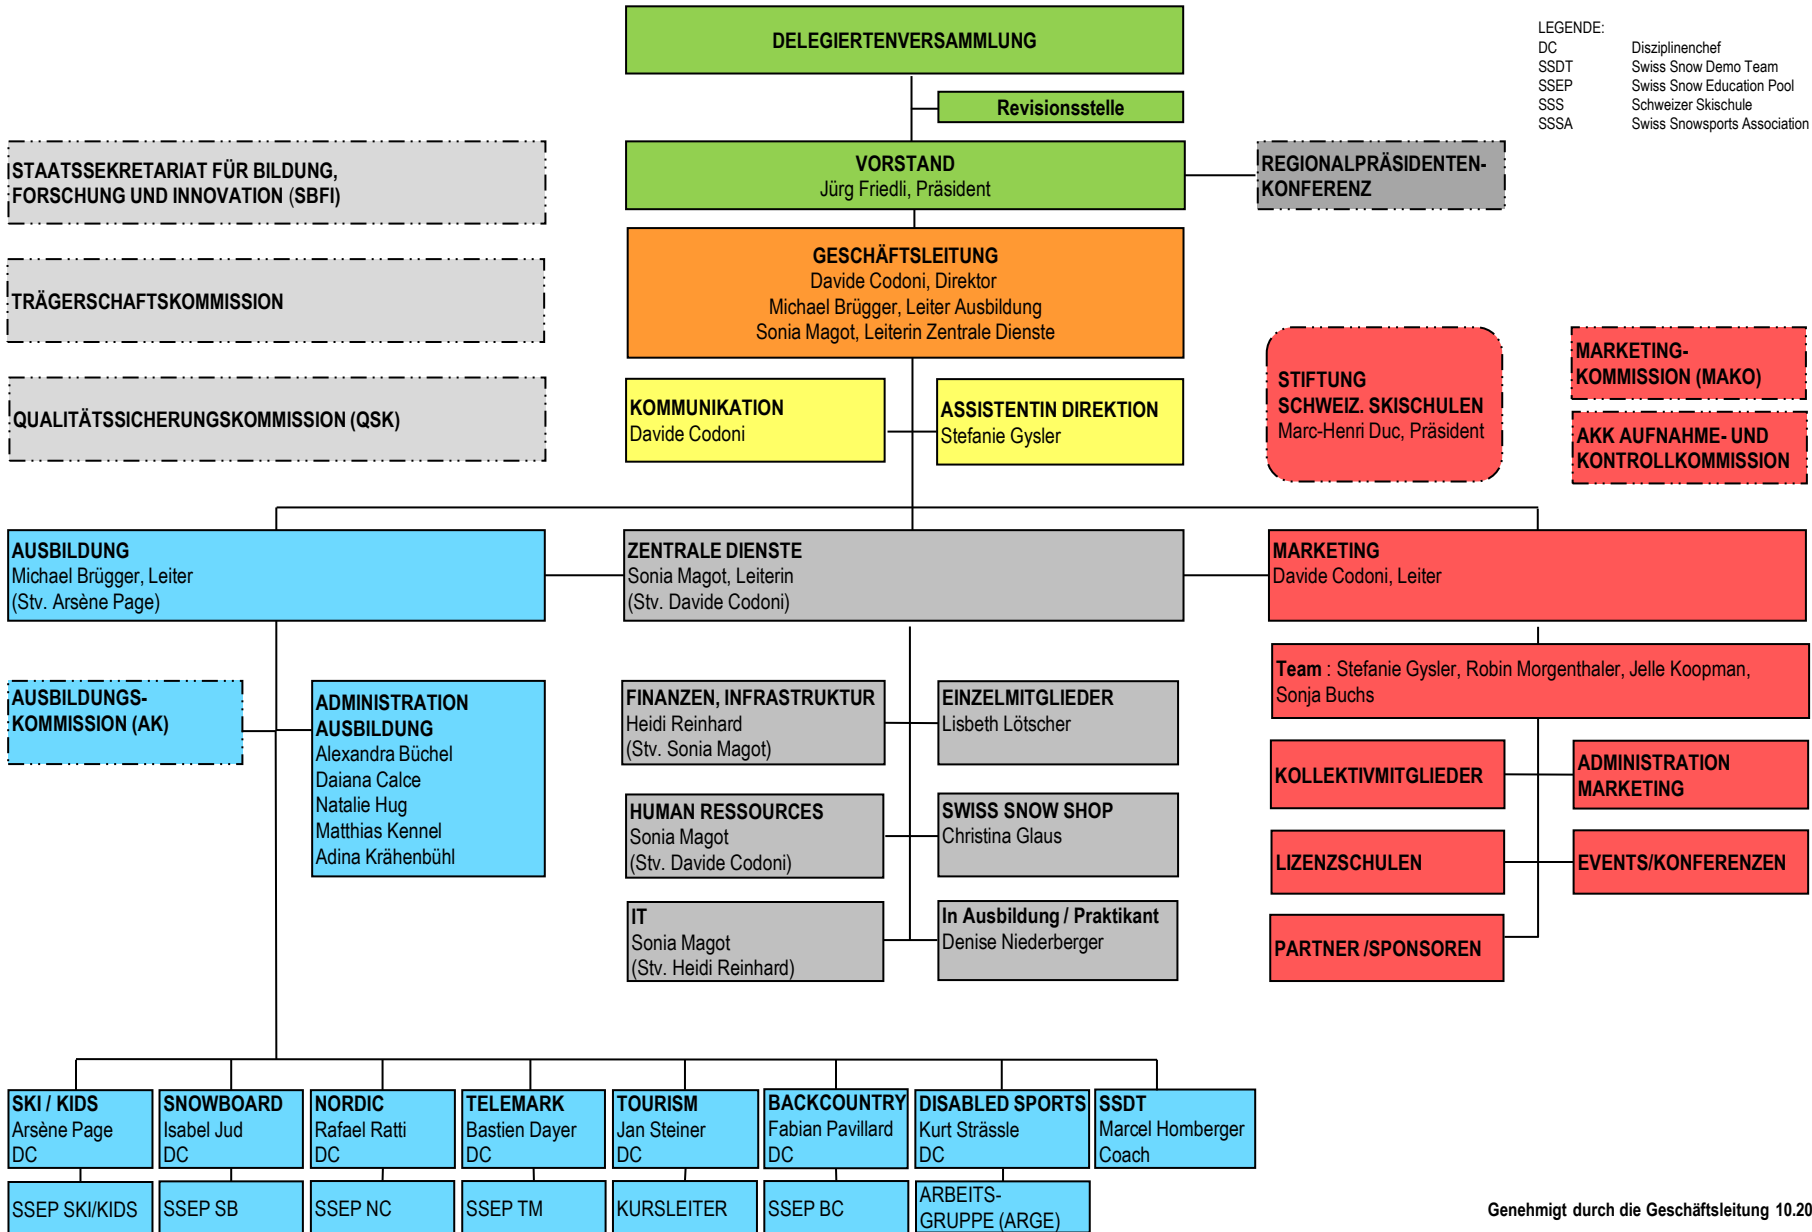 DELEGIERTENVERSAMMLUNG
Revisionsstelle
LEGENDE:
DC Disziplinenchef
SSDT Swiss Snow Demo Team
SSEP Swiss Snow Education Pool
SSS Schweizer Skischule
SSSA Swiss Snowsports Association
STAATSSEKRETARIAT FÜR BILDUNG,
FORSCHUNG UND INNOVATION (SBFI)
VORSTAND
Jürg Friedli, Präsident
REGIONALPRÄSIDENTEN-
KONFERENZ
TRÄGERSCHAFTSKOMMISSION
GESCHÄFTSLEITUNG
Davide Codoni, Direktor
Michael Brügger, Leiter Ausbildung
Sonia Magot, Leiterin Zentrale Dienste
QUALITÄTSSICHERUNGSKOMMISSION (QSK)
KOMMUNIKATION
Davide Codoni
ASSISTENTIN DIREKTION
Stefanie Gysler
STIFTUNG
SCHWEIZ. SKISCHULEN
Marc-Henri Duc, Präsident
MARKETING-
KOMMISSION (MAKO)
AKK AUFNAHME- UND
KONTROLLKOMMISSION
AUSBILDUNG
Michael Brügger, Leiter
(Stv. Arsène Page)
ZENTRALE DIENSTE
Sonia Magot, Leiterin
(Stv. Davide Codoni)
MARKETING
Davide Codoni, Leiter
AUSBILDUNGS-
KOMMISSION (AK)
ADMINISTRATION
AUSBILDUNG
Alexandra Büchel
Daiana Calce
Natalie Hug
Matthias Kennel
Adina Krähenbühl
FINANZEN, INFRASTRUKTUR
Heidi Reinhard
(Stv. Sonia Magot)
EINZELMITGLIEDER
Lisbeth Lötscher
HUMAN RESSOURCES
Sonia Magot
(Stv. Davide Codoni)
SWISS SNOW SHOP
Christina Glaus
IT
Sonia Magot
(Stv. Heidi Reinhard)
In Ausbildung / Praktikant
Denise Niederberger
Team : Stefanie Gysler, Robin Morgenthaler, Jelle Koopman,
Sonja Buchs
KOLLEKTIVMITGLIEDER
ADMINISTRATION
MARKETING
LIZENZSCHULEN
EVENTS/KONFERENZEN
PARTNER /SPONSOREN
SKI / KIDS
Arsène Page
DC
SNOWBOARD
Isabel Jud
DC
NORDIC
Rafael Ratti
DC
TELEMARK
Bastien Dayer
DC
TOURISM
Jan Steiner
DC
BACKCOUNTRY
Fabian Pavillard
DC
DISABLED SPORTS
Kurt Strässle
DC
SSDT
Marcel Homberger
Coach
SSEP SKI/KIDS
SSEP SB
SSEP NC
SSEP TM
KURSLEITER
SSEP BC
ARBEITS-
GRUPPE (ARGE)
Genehmigt durch die Geschäftsleitung 10.20